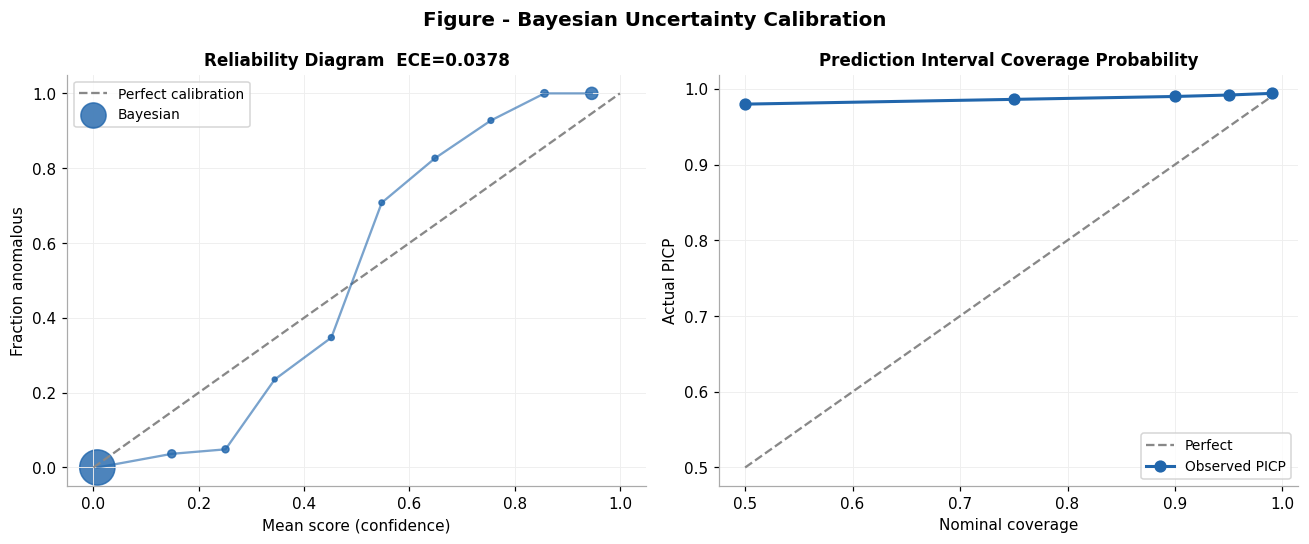 Figure - Bayesian Uncertainty Calibration
Reliability Diagram  ECE=0.0378
Perfect calibration
Bayesian
1.0
0.8
0.6
0.4
0.2
0.0
Fraction anomalous
0.0 0.2 0.4 0.6 0.8 1.0
Mean score (confidence)
Prediction Interval Coverage Probability
1.0
0.9
0.8
0.7
0.6
0.5
Actual PICP
Perfect
Observed PICP
0.5 0.6 0.7 0.8 0.9 1.0
Nominal coverage